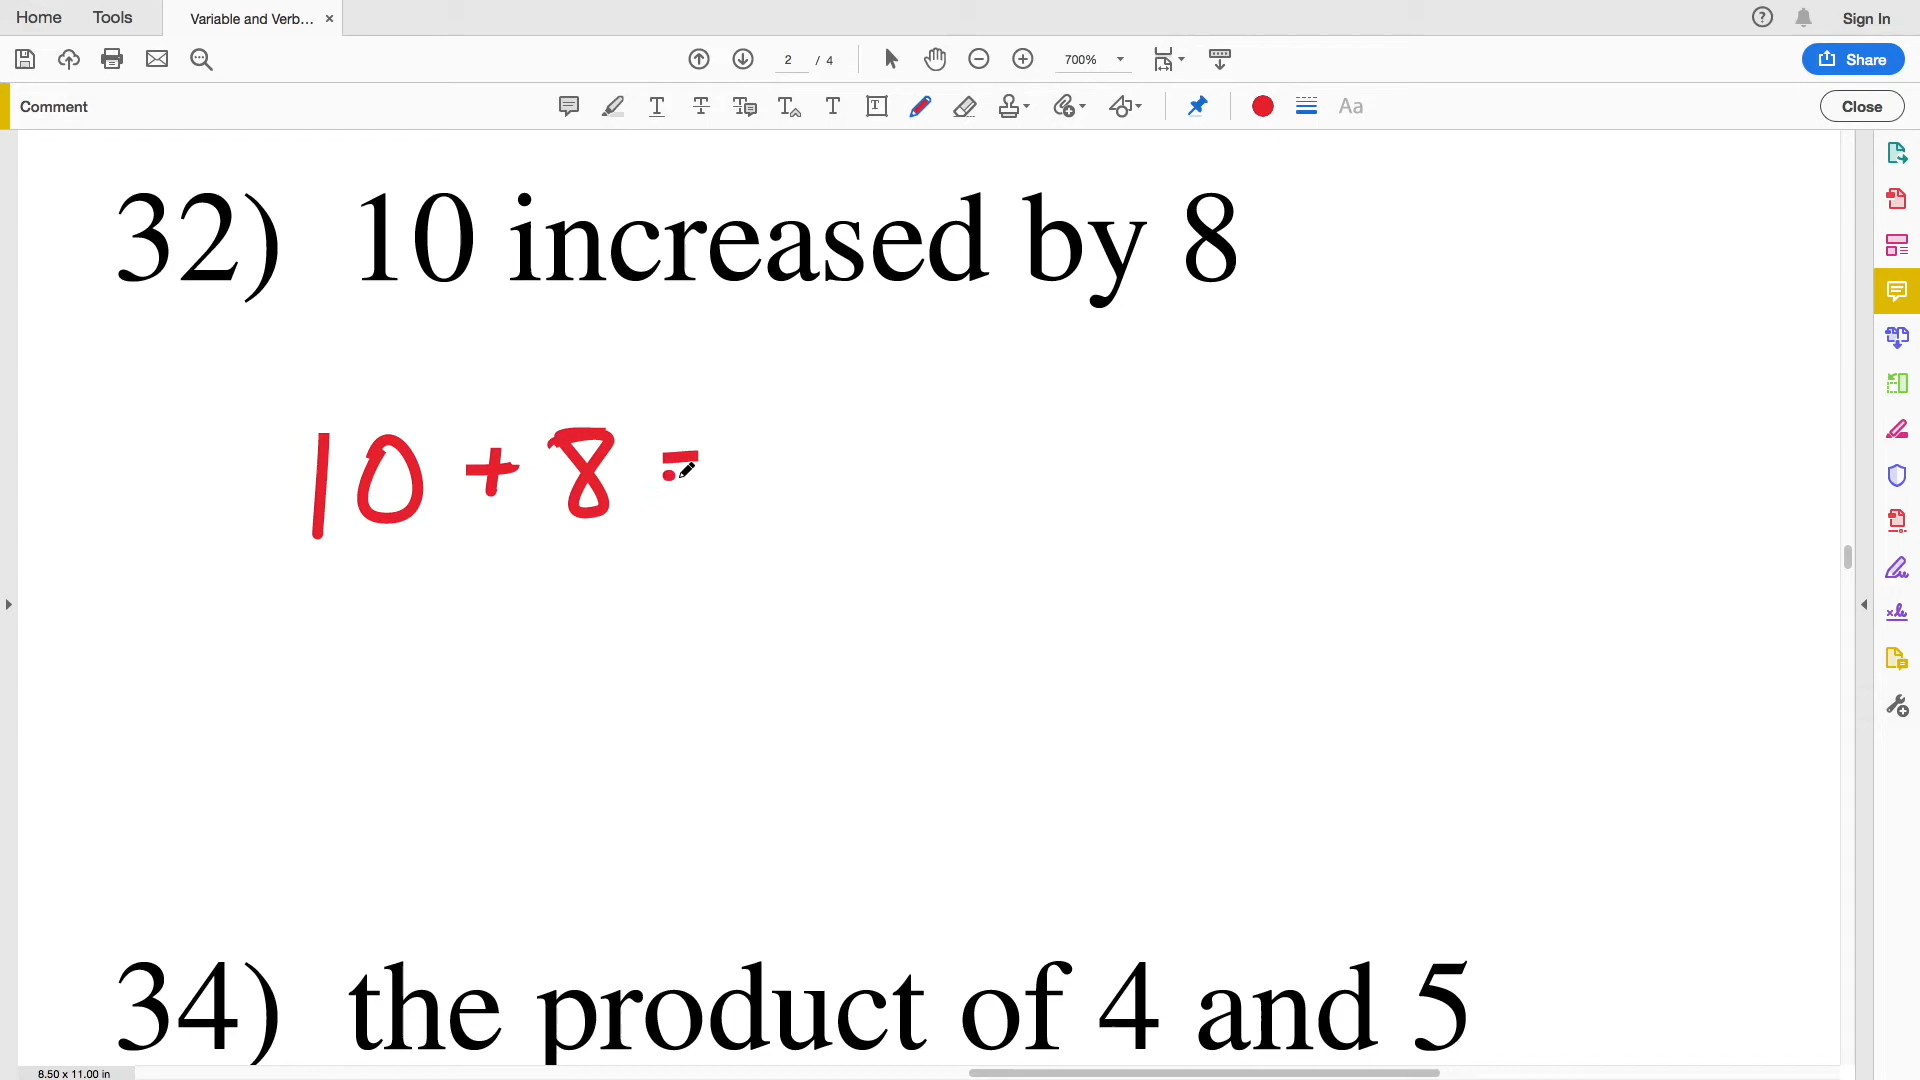 Home Tools Variable and Verb... × Sign In
2 / 4 700% Share
Comment Aa Close
32) 10 increased by 8
10 + 8 =
34) the product of 4 and 5
8.50 x 11.00 in